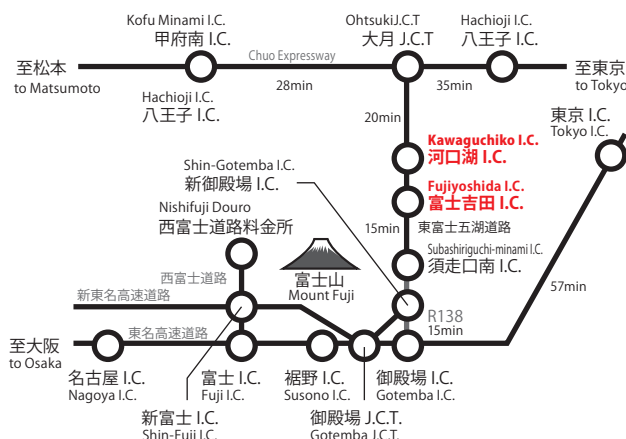 Kofu Minami I.C.
甲府南 I.C.
OhtsukiJ.C.T
大月 J.C.T
Hachioji I.C.
八王子 I.C.
Chuo Expressway
至松本
to Matsumoto
28min
35min
至東京
to Tokyo
Hachioji I.C.
八王子 I.C.
20min
東京 I.C.
Tokyo I.C.
Kawaguchiko I.C.
河口湖 I.C.
Shin-Gotemba I.C.
新御殿場 I.C.
Fujiyoshida I.C.
富士吉田 I.C.
Nishifuji Douro
西富士道路料金所
15min
東富士五湖道路
Subashiriguchi-minami I.C.
須走口南 I.C.
西富士道路
富士山
Mount Fuji
新東名高速道路
57min
R138
15min
東名高速道路
至大阪
to Osaka
名古屋 I.C.
Nagoya I.C.
富士 I.C.
Fuji I.C.
裾野 I.C.
Susono I.C.
御殿場 I.C.
Gotemba I.C.
新富士 I.C.
Shin-Fuji I.C.
御殿場 J.C.T.
Gotemba J.C.T.